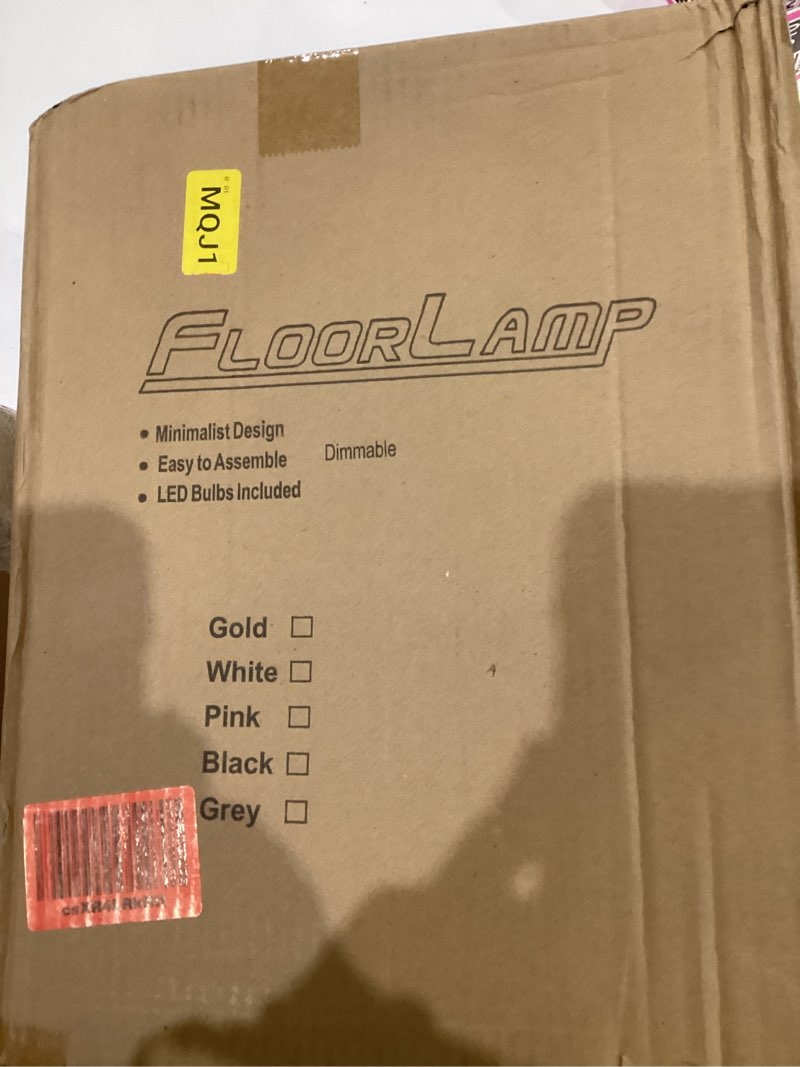 MQJ1
FLOORLAMP
• Minimalist Design
• Easy to Assemble
Dimmable
• LED Bulbs Included
Gold ☐
White ☐
Pink ☐
Black ☐
Grey ☐